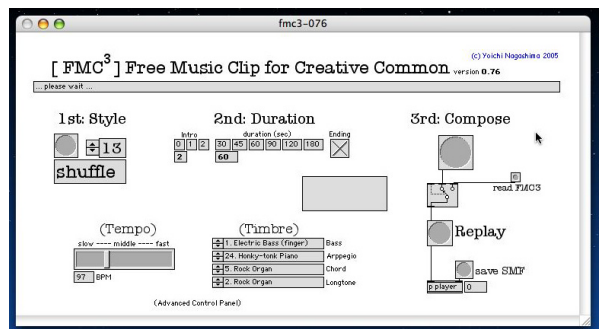 fmc3-076
(c) Yoichi Nagashima 2005
[ FMC3 ] Free Music Clip for Creative Common version 0.76
... please wait ...
1st: Style
13
shuffle
2nd: Duration
Intro duration (sec) Ending
0 1 2 30 45 60 90 120 180
2 60
3rd: Compose
read FMC3
Replay
save SMF
p player 0
(Tempo)
slow ---- middle ---- fast
97 BPM
(Timbre)
1. Electric Bass (finger) Bass
24. Honky-tonk Piano Arppegio
5. Rock Organ Chord
2. Rock Organ Longtone
(Advanced Control Panel)